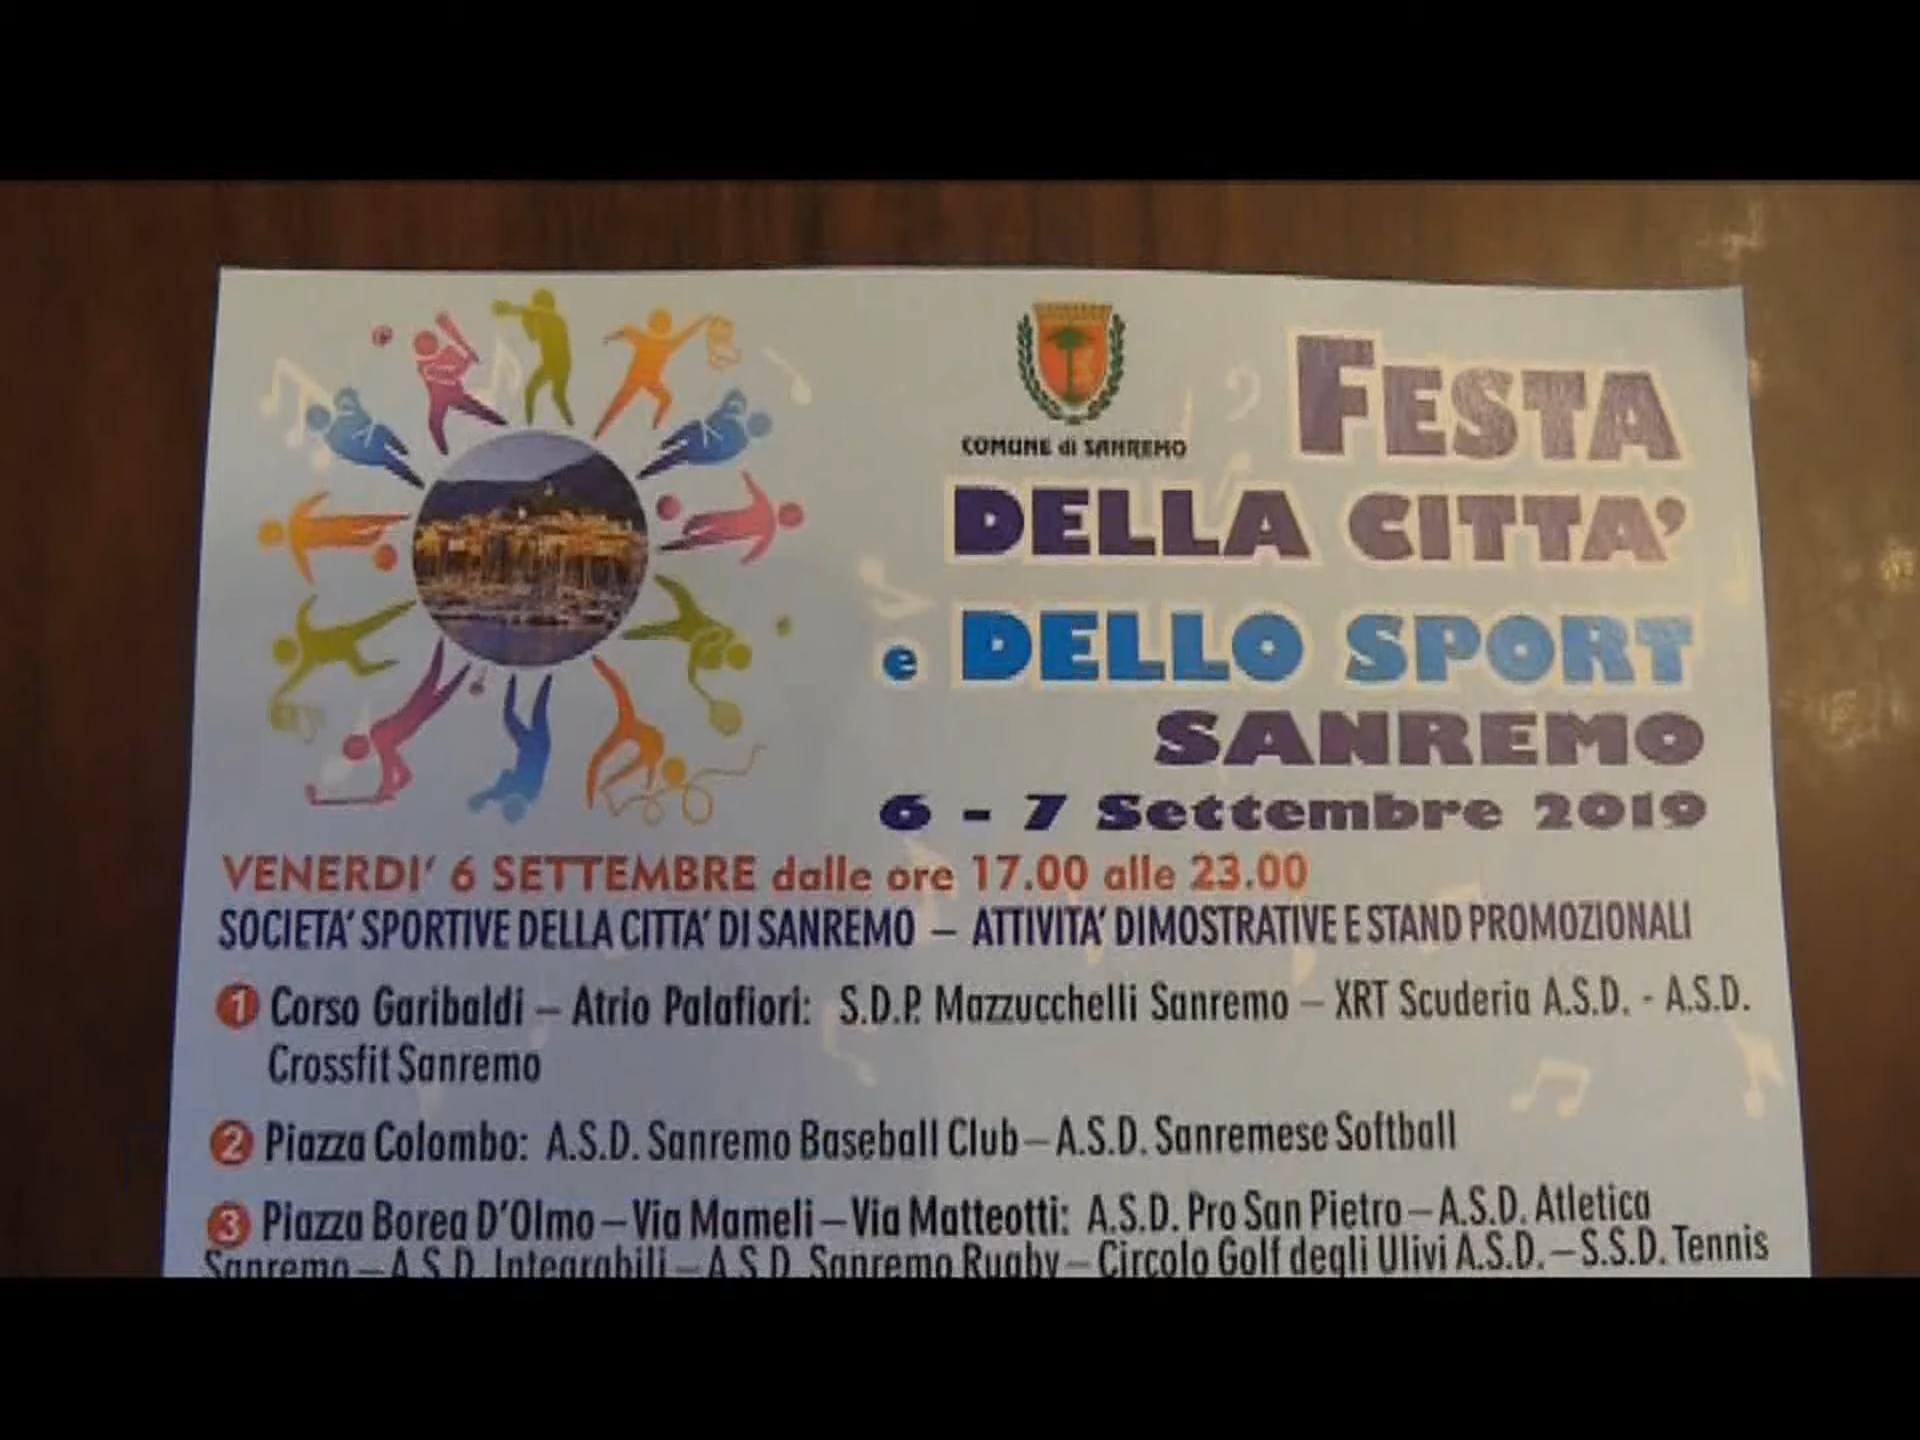 COMUNE di SANREMO
FESTA
DELLA CITTA'
e DELLO SPORT
SANREMO
6 - 7 Settembre 2019
VENERDI' 6 SETTEMBRE dalle ore 17.00 alle 23.00
SOCIETA' SPORTIVE DELLA CITTA' DI SANREMO – ATTIVITA' DIMOSTRATIVE E STAND PROMOZIONALI
1 Corso Garibaldi – Atrio Palafiori: S.D.P. Mazzucchelli Sanremo – XRT Scuderia A.S.D. - A.S.D.
Crossfit Sanremo
2 Piazza Colombo: A.S.D. Sanremo Baseball Club – A.S.D. Sanremese Softball
3 Piazza Borea D'Olmo – Via Mameli – Via Matteotti: A.S.D. Pro San Pietro – A.S.D. Atletica
Sanremo – A.S.D. Integrabili – A.S.D. Sanremo Rugby – Circolo Golf degli Ulivi A.S.D. – S.S.D. Tennis